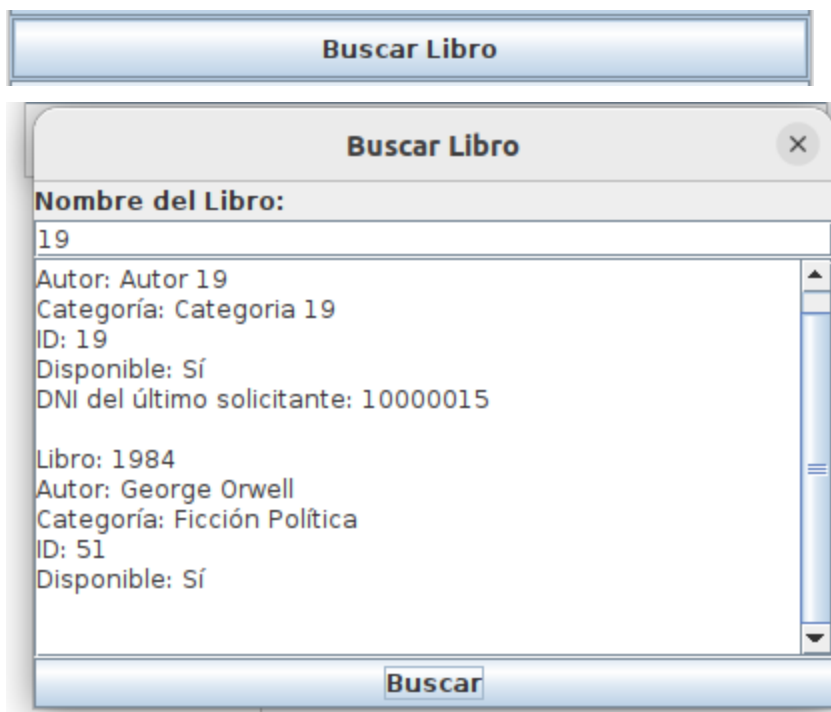 Buscar Libro
Buscar Libro
Nombre del Libro:
19
Autor: Autor 19
Categoría: Categoria 19
ID: 19
Disponible: Sí
DNI del último solicitante: 10000015
Libro: 1984
Autor: George Orwell
Categoría: Ficción Política
ID: 51
Disponible: Sí
Buscar